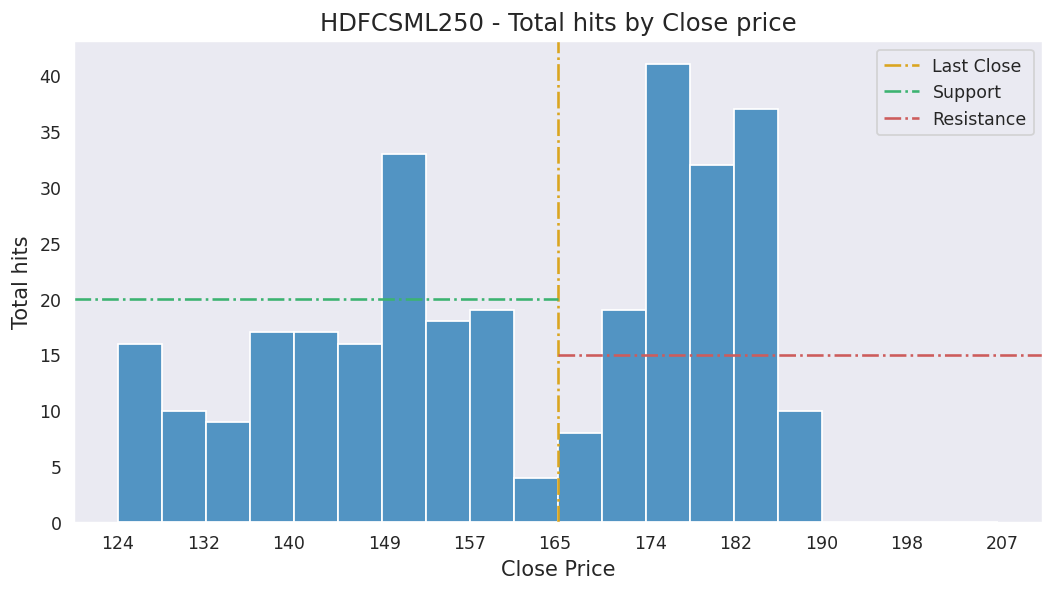 HDFCSML250 - Total hits by Close price
Last Close
Support
Resistance
Total hits
40
35
30
25
20
15
10
5
0
124 132 140 149 157 165 174 182 190 198 207
Close Price